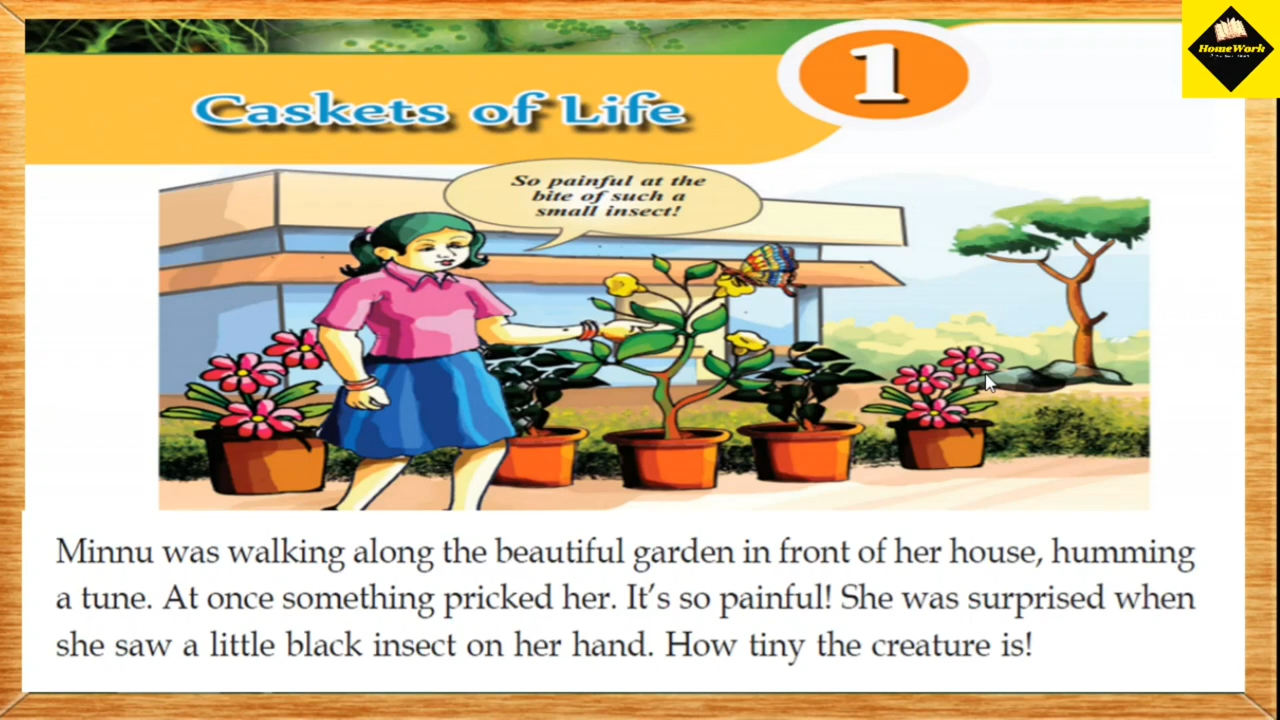 HomeWork
1
Caskets of Life
So painful at the
bite of such a
small insect!
Minnu was walking along the beautiful garden in front of her house, humming
a tune. At once something pricked her. It's so painful! She was surprised when
she saw a little black insect on her hand. How tiny the creature is!